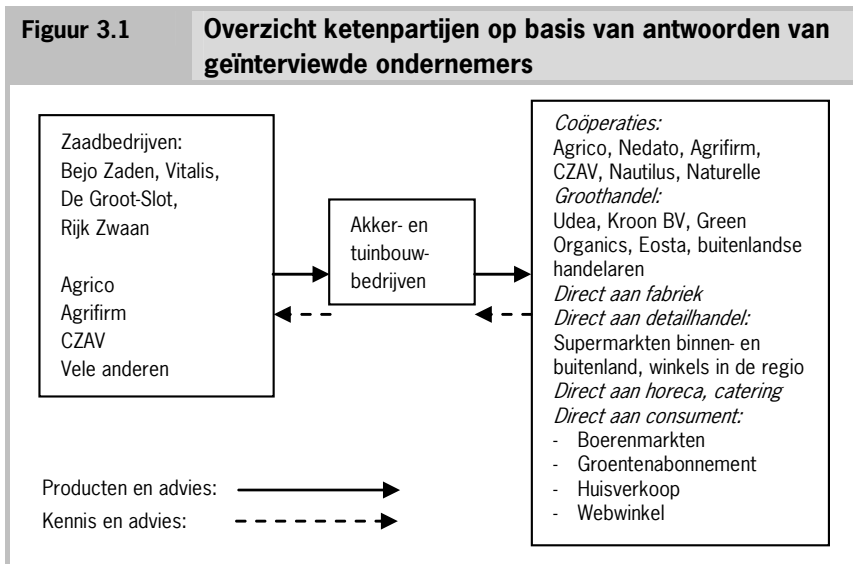 Figuur 3.1
Overzicht ketenpartijen op basis van antwoorden van
geïnterviewde ondernemers
Zaadbedrijven:
Bejo Zaden, Vitalis,
De Groot-Slot,
Rijk Zwaan
Agrico
Agrifirm
CZAV
Vele anderen
Akker- en
tuinbouw-
bedrijven
Coöperaties:
Agrico, Nedato, Agrifirm,
CZAV, Nautilus, Naturelle
Groothandel:
Udea, Kroon BV, Green
Organics, Eosta, buitenlandse
handelaren
Direct aan fabriek
Direct aan detailhandel:
Supermarkten binnen- en
buitenland, winkels in de regio
Direct aan horeca, catering
Direct aan consument:
- Boerenmarkten
- Groentenabonnement
- Huisverkoop
- Webwinkel
Producten en advies:
Kennis en advies: